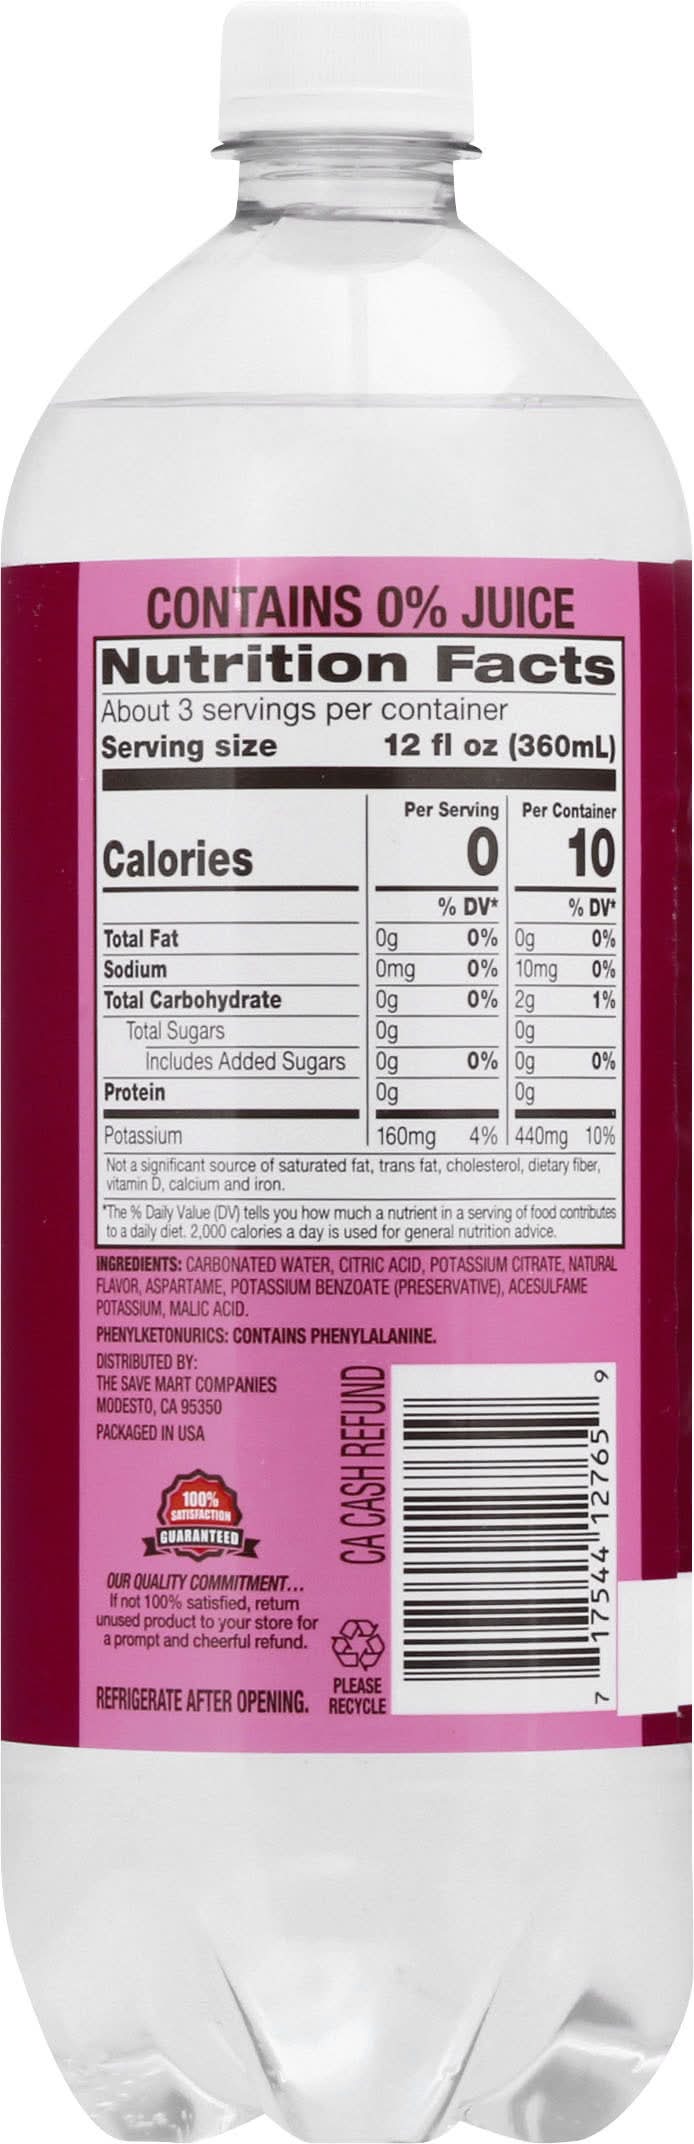 CONTAINS 0% JUICE
Nutrition Facts
About 3 servings per container
Serving size 12 fl oz (360mL)
Per Serving Per Container
Calories 0 10
% DV* % DV*
Total Fat 0g 0% 0g 0%
Sodium 0mg 0% 10mg 0%
Total Carbohydrate 0g 0% 2g 1%
Total Sugars 0g 0g
Includes Added Sugars 0g 0% 0g 0%
Protein 0g 0g
Potassium 160mg 4% 440mg 10%
Not a significant source of saturated fat, trans fat, cholesterol, dietary fiber,
vitamin D, calcium and iron.
*The % Daily Value (DV) tells you how much a nutrient in a serving of food contributes
to a daily diet. 2,000 calories a day is used for general nutrition advice.
INGREDIENTS: CARBONATED WATER, CITRIC ACID, POTASSIUM CITRATE, NATURAL
FLAVOR, ASPARTAME, POTASSIUM BENZOATE (PRESERVATIVE), ACESULFAME
POTASSIUM, MALIC ACID.
PHENYLKETONURICS: CONTAINS PHENYLALANINE.
DISTRIBUTED BY:
THE SAVE MART COMPANIES
MODESTO, CA 95350
PACKAGED IN USA
100%
SATISFACTION
GUARANTEED
OUR QUALITY COMMITMENT...
If not 100% satisfied, return
unused product to your store for
a prompt and cheerful refund.
REFRIGERATE AFTER OPENING.
CA CASH REFUND
PLEASE
RECYCLE
7 17544 12765 9